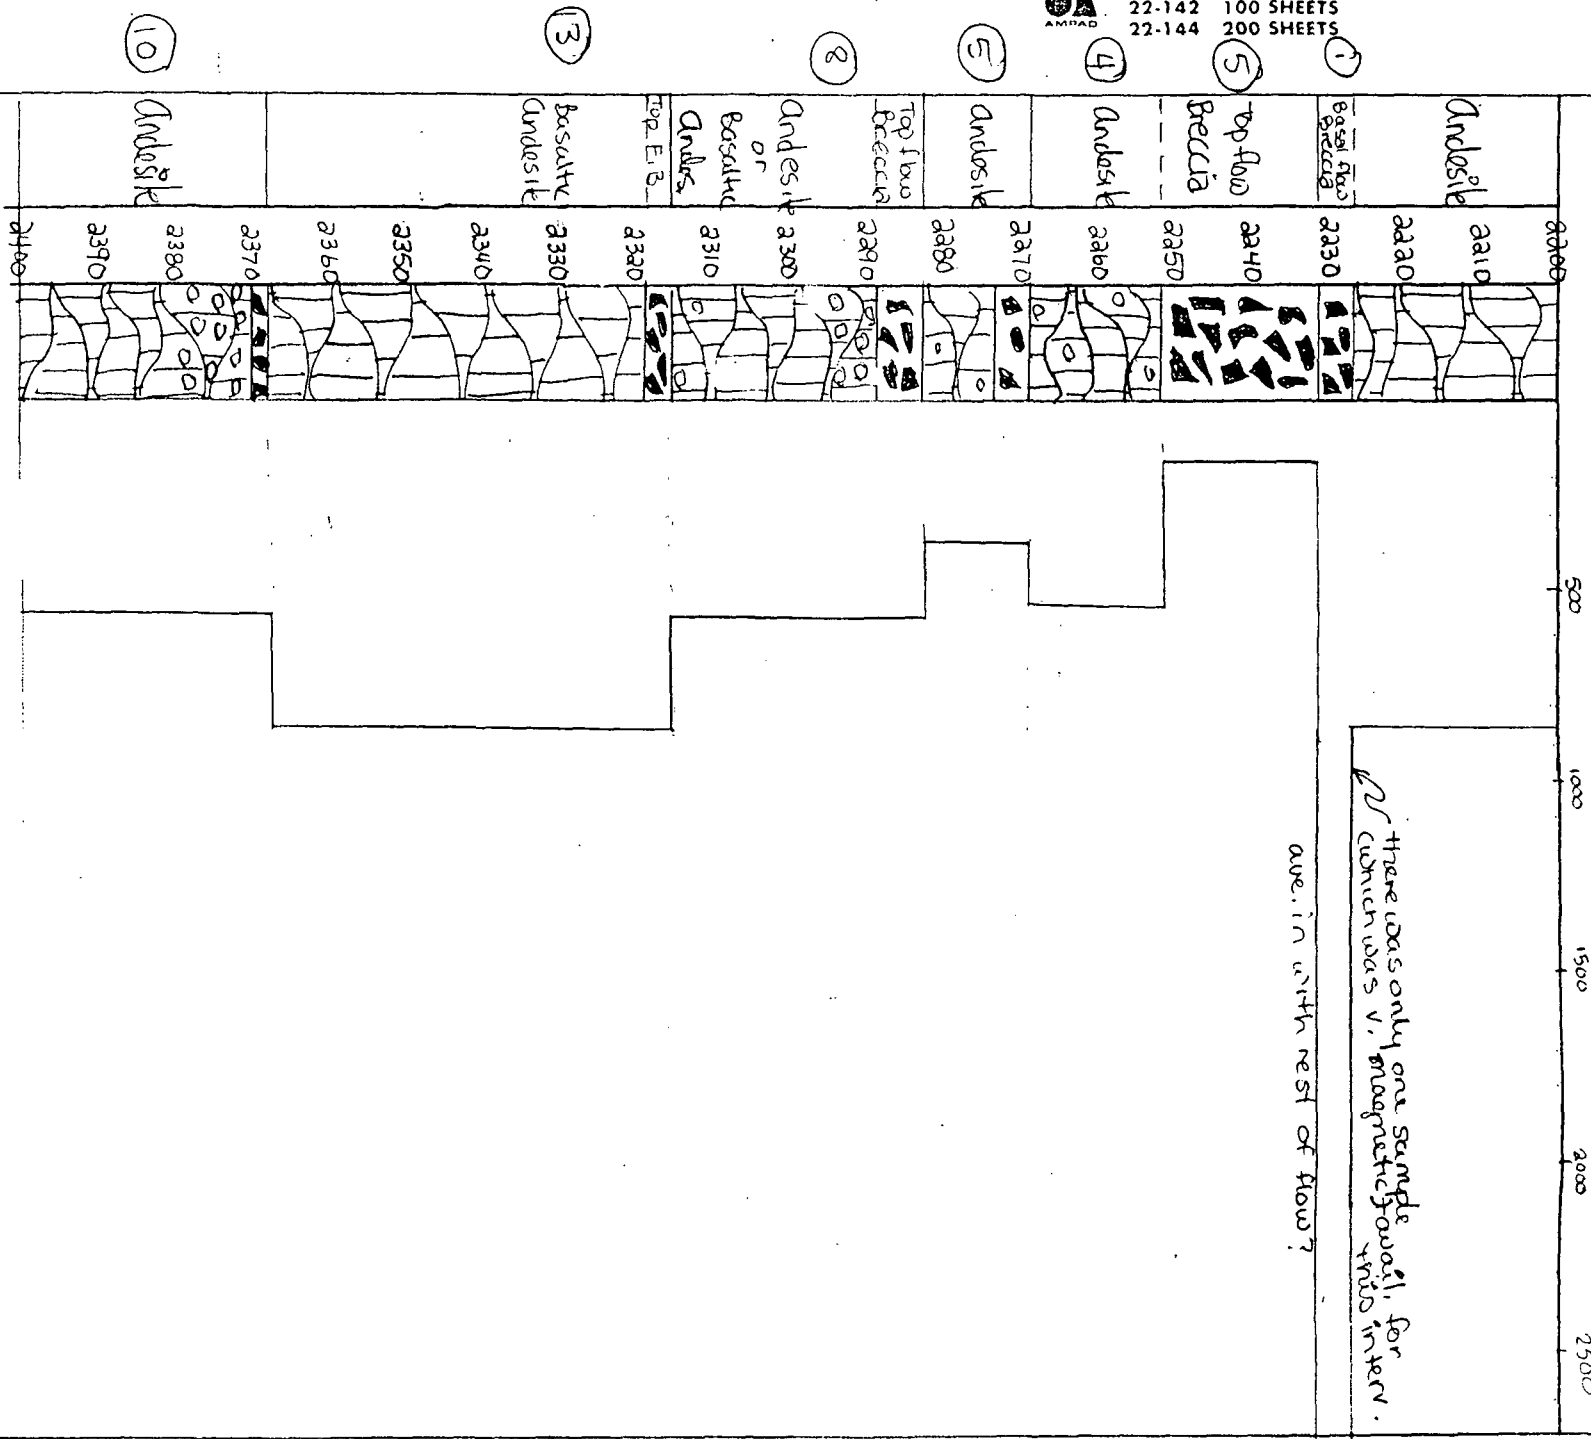 22-142 100 SHEETS
22-144 200 SHEETS
AMPAD
500
1000
1500
2000
2500
2200
2210
2220
2230
2240
2250
2260
2270
2280
2290
2300
2310
2320
2330
2340
2350
2360
2370
2380
2390
2400
Andesite
1
Basal flow
Breccia
5
Top flow
Breccia
4
Andesite
5
Andesite
Top flow
Breccia
8
Andesite
or
Basaltic
Andes.
Top F.B.
13
Basaltic
Andesite
10
Andesite
there was only one sample
(which was v. magnetic) avail. for
this interv.
ave. in with rest of flow?